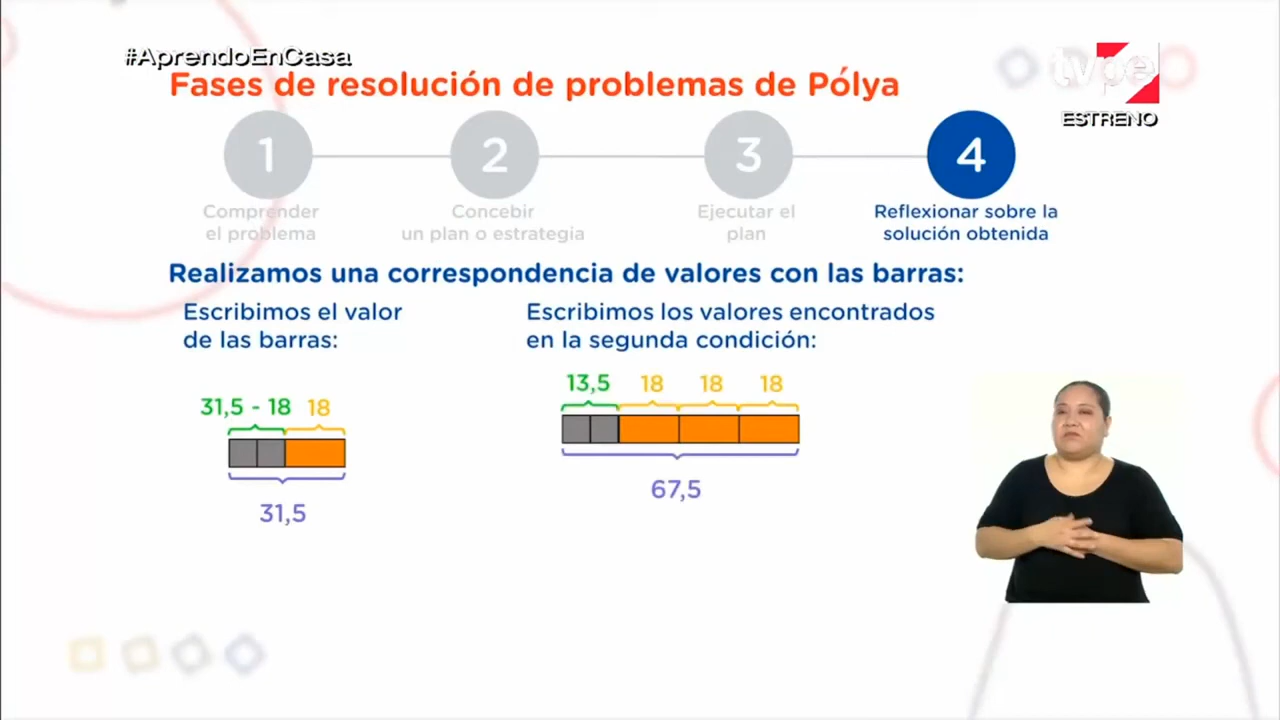 #AprendoEnCasa
tvpe
ESTRENO
Fases de resolución de problemas de Pólya
1
2
3
4
Comprender
el problema
Concebir
un plan o estrategia
Ejecutar el
plan
Reflexionar sobre la
solución obtenida
Realizamos una correspondencia de valores con las barras:
Escribimos el valor
de las barras:
31,5 - 18
18
31,5
Escribimos los valores encontrados
en la segunda condición:
13,5
18
18
18
67,5